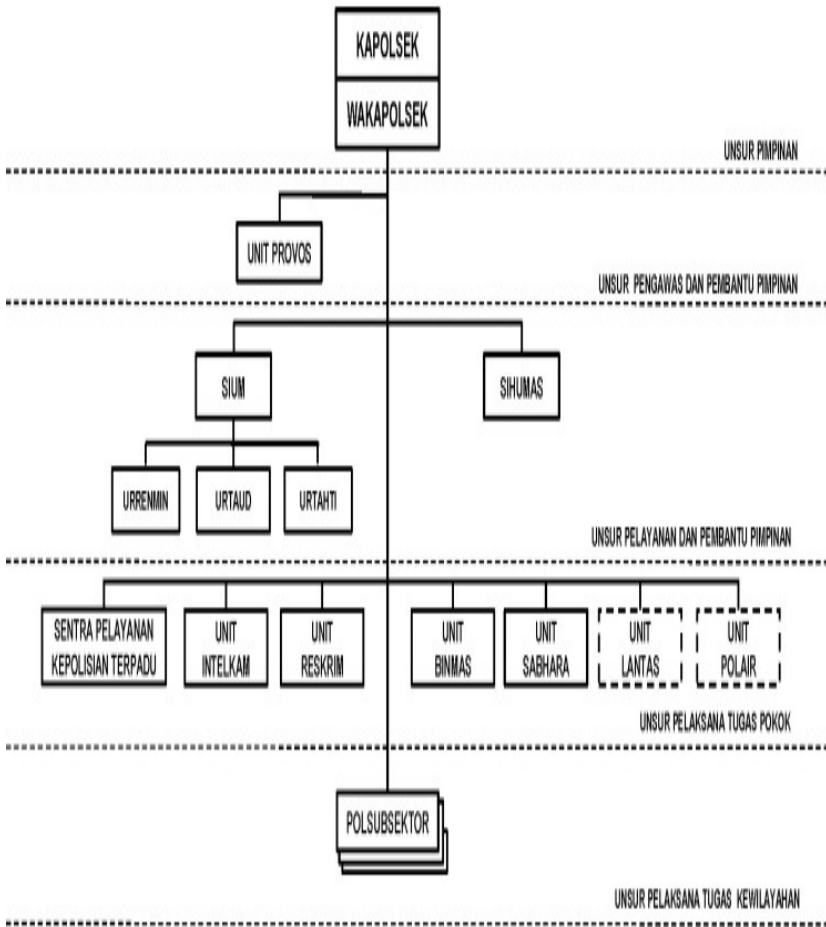 KAPOLSEK
WAKAPOLSEK
UNSUR PIMPINAN
UNIT PROVOS
UNSUR PENGAWAS DAN PEMBANTU PIMPINAN
SIUM
SIHUMAS
URRENMIN
URTAUD
URTAHTI
UNSUR PELAYANAN DAN PEMBANTU PIMPINAN
SENTRA PELAYANAN
KEPOLISIAN TERPADU
UNIT
INTELKAM
UNIT
RESKRIM
UNIT
BINMAS
UNIT
SABHARA
UNIT
LANTAS
UNIT
POLAIR
UNSUR PELAKSANA TUGAS POKOK
POLSUBSEKTOR
UNSUR PELAKSANA TUGAS KEWILAYAHAN